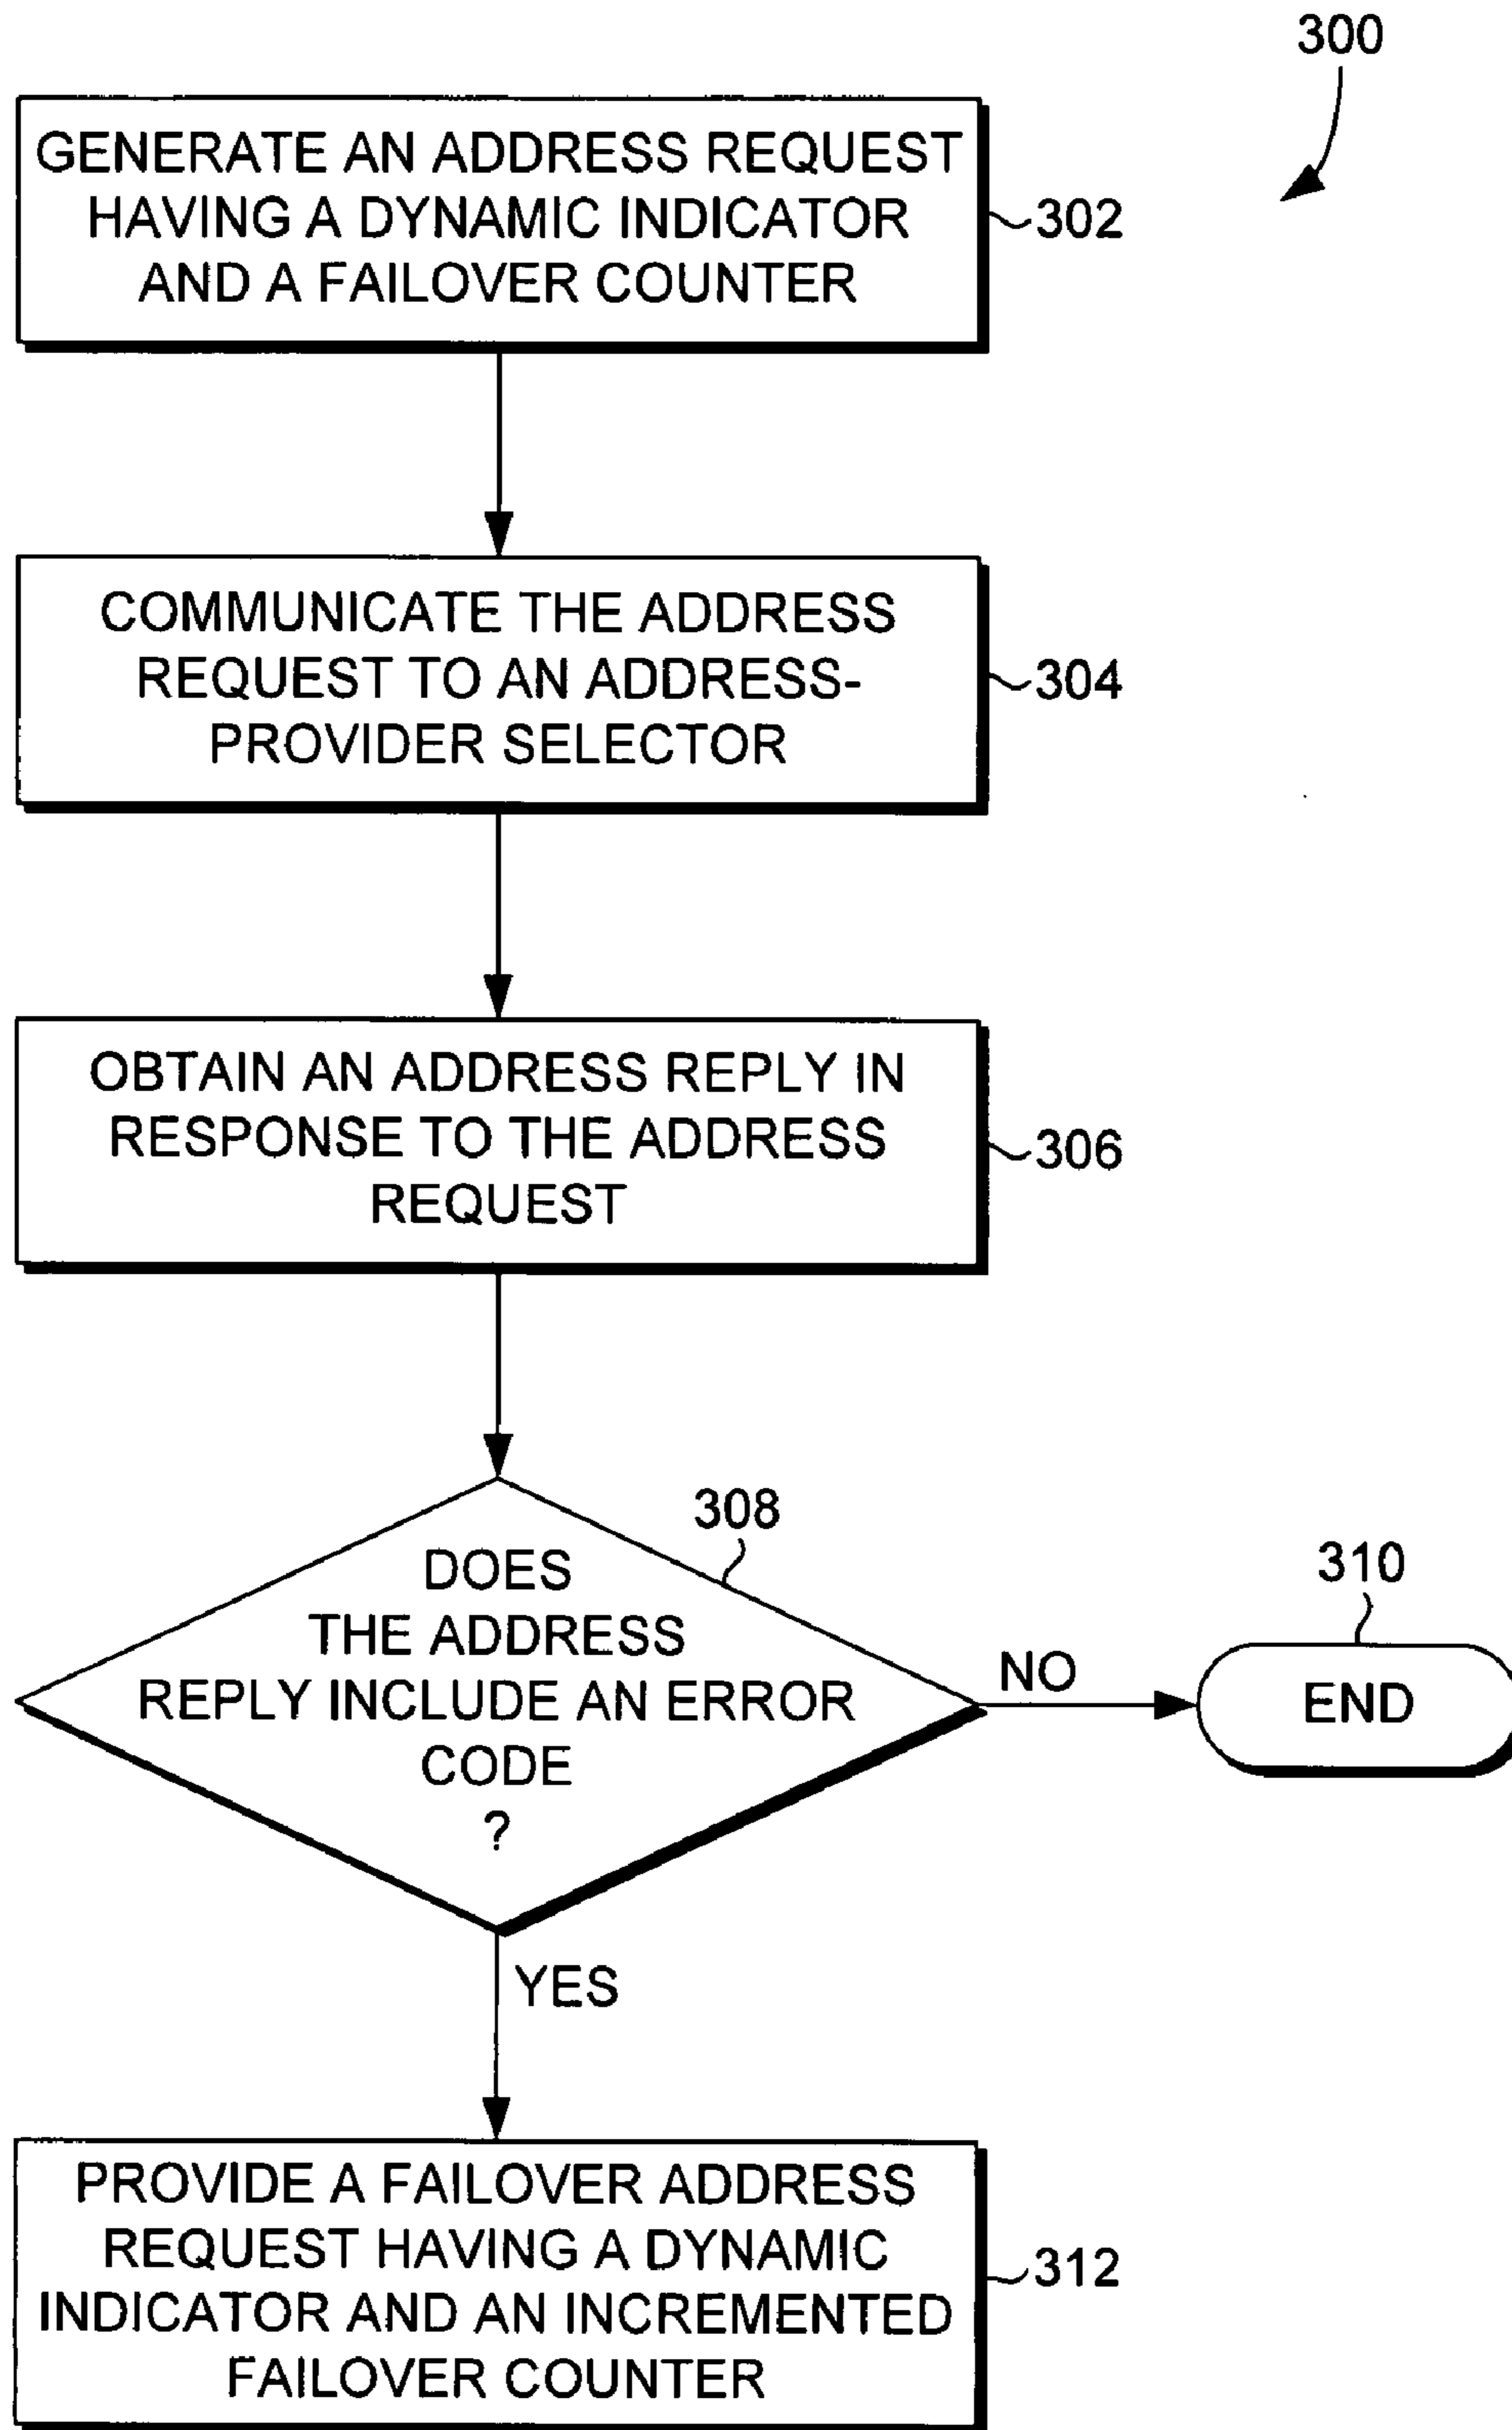 300
GENERATE AN ADDRESS REQUEST
HAVING A DYNAMIC INDICATOR
AND A FAILOVER COUNTER
302
COMMUNICATE THE ADDRESS
REQUEST TO AN ADDRESS-
PROVIDER SELECTOR
304
OBTAIN AN ADDRESS REPLY IN
RESPONSE TO THE ADDRESS
REQUEST
306
308
DOES
THE ADDRESS
REPLY INCLUDE AN ERROR
CODE
?
NO
310
END
YES
PROVIDE A FAILOVER ADDRESS
REQUEST HAVING A DYNAMIC
INDICATOR AND AN INCREMENTED
FAILOVER COUNTER
312